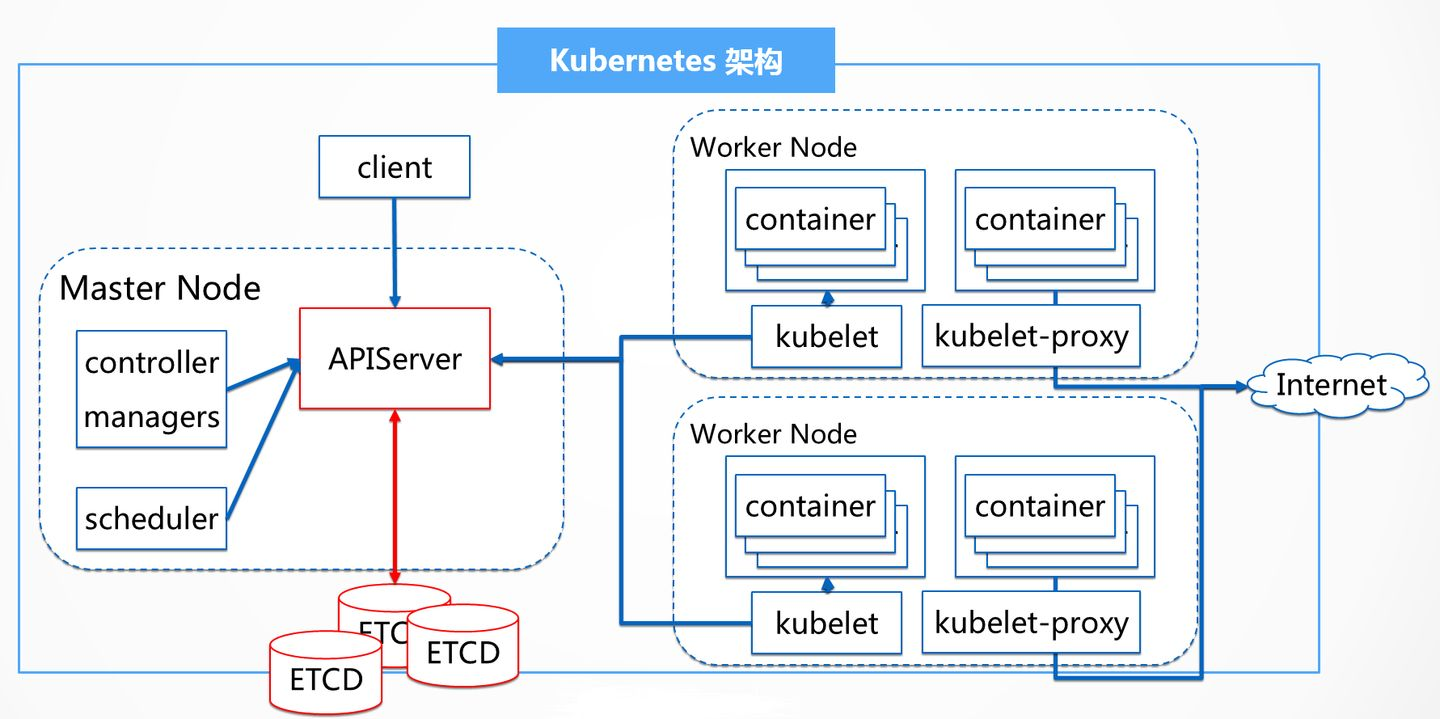 Kubernetes 架构
client
Master Node
controller
managers
scheduler
APIServer
ETCD
ETCD
Worker Node
container
container
kubelet
kubelet-proxy
Worker Node
container
container
kubelet
kubelet-proxy
Internet